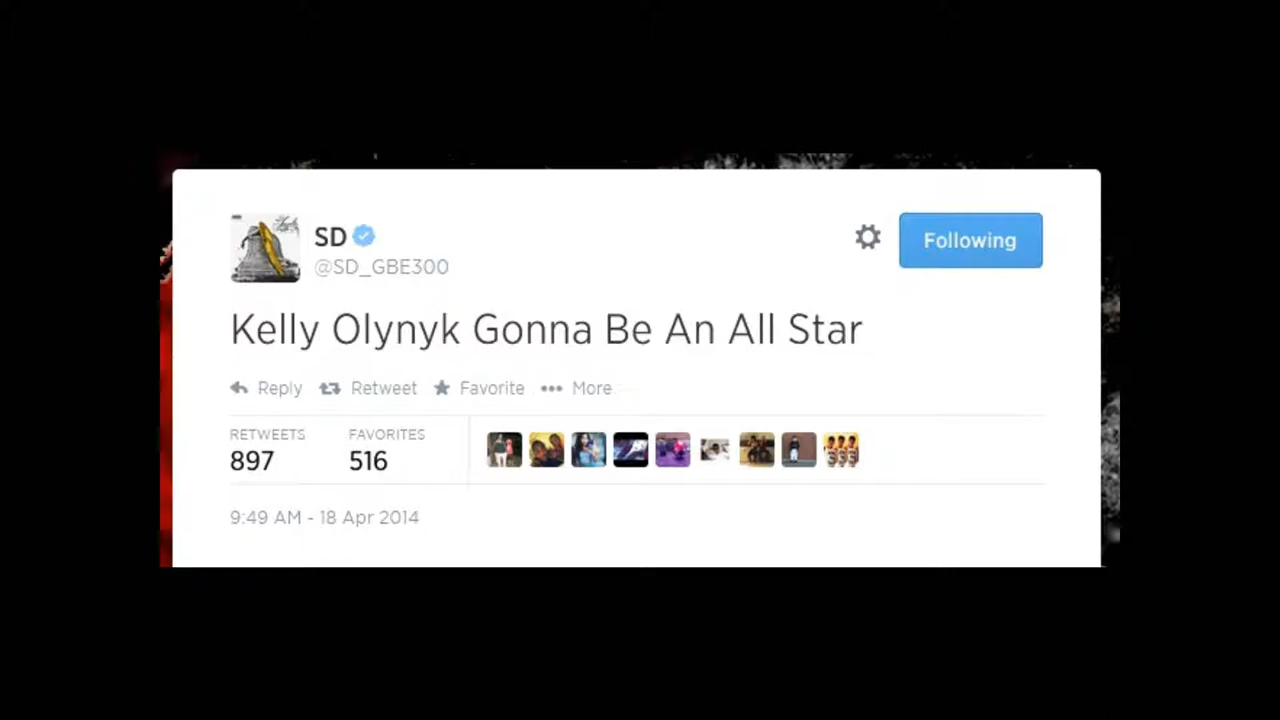 SD
@SD_GBE300
Following
Kelly Olynyk Gonna Be An All Star
Reply Retweet Favorite More
RETWEETS FAVORITES
897 516
9:49 AM - 18 Apr 2014